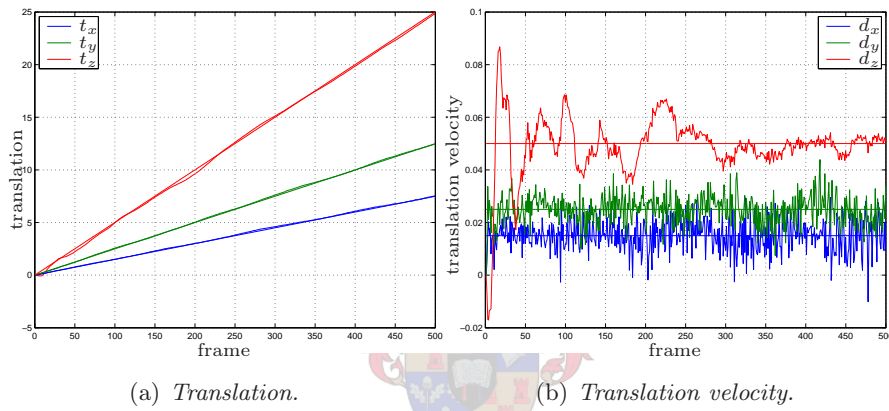 25
20
15
10
5
0
−5
translation
t_x
t_y
t_z
0 50 100 150 200 250 300 350 400 450 500
frame
(a) Translation.
0.1
0.08
0.06
0.04
0.02
0
−0.02
translation velocity
d_x
d_y
d_z
0 50 100 150 200 250 300 350 400 450 500
frame
(b) Translation velocity.